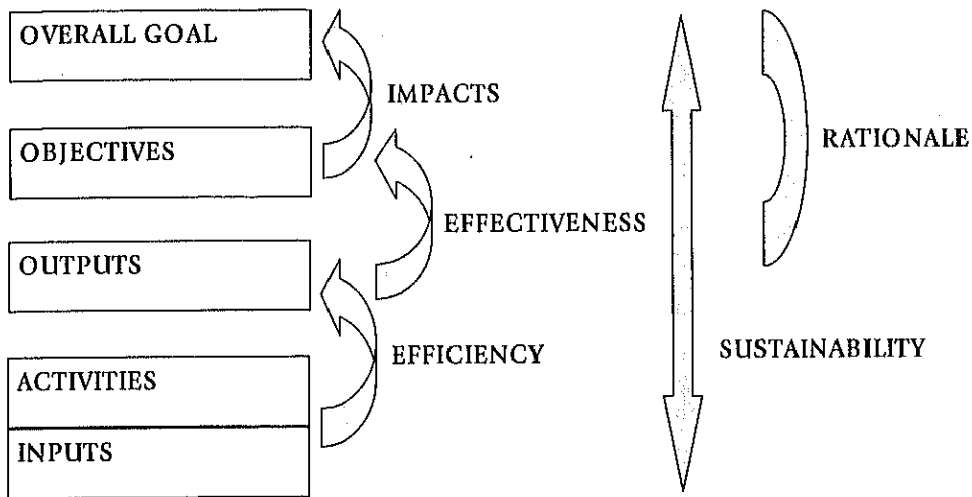 OVERALL GOAL
IMPACTS
OBJECTIVES
RATIONALE
EFFECTIVENESS
OUTPUTS
EFFICIENCY
SUSTAINABILITY
ACTIVITIES
INPUTS